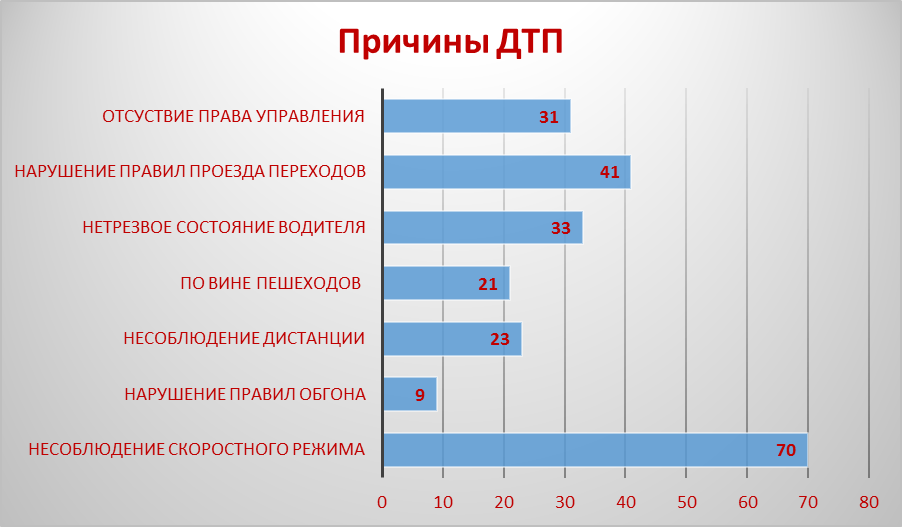 Причины ДТП
ОТСУСТВИЕ ПРАВА УПРАВЛЕНИЯ 31
НАРУШЕНИЕ ПРАВИЛ ПРОЕЗДА ПЕРЕХОДОВ 41
НЕТРЕЗВОЕ СОСТОЯНИЕ ВОДИТЕЛЯ 33
ПО ВИНЕ ПЕШЕХОДОВ 21
НЕСОБЛЮДЕНИЕ ДИСТАНЦИИ 23
НАРУШЕНИЕ ПРАВИЛ ОБГОНА 9
НЕСОБЛЮДЕНИЕ СКОРОСТНОГО РЕЖИМА 70
0 10 20 30 40 50 60 70 80